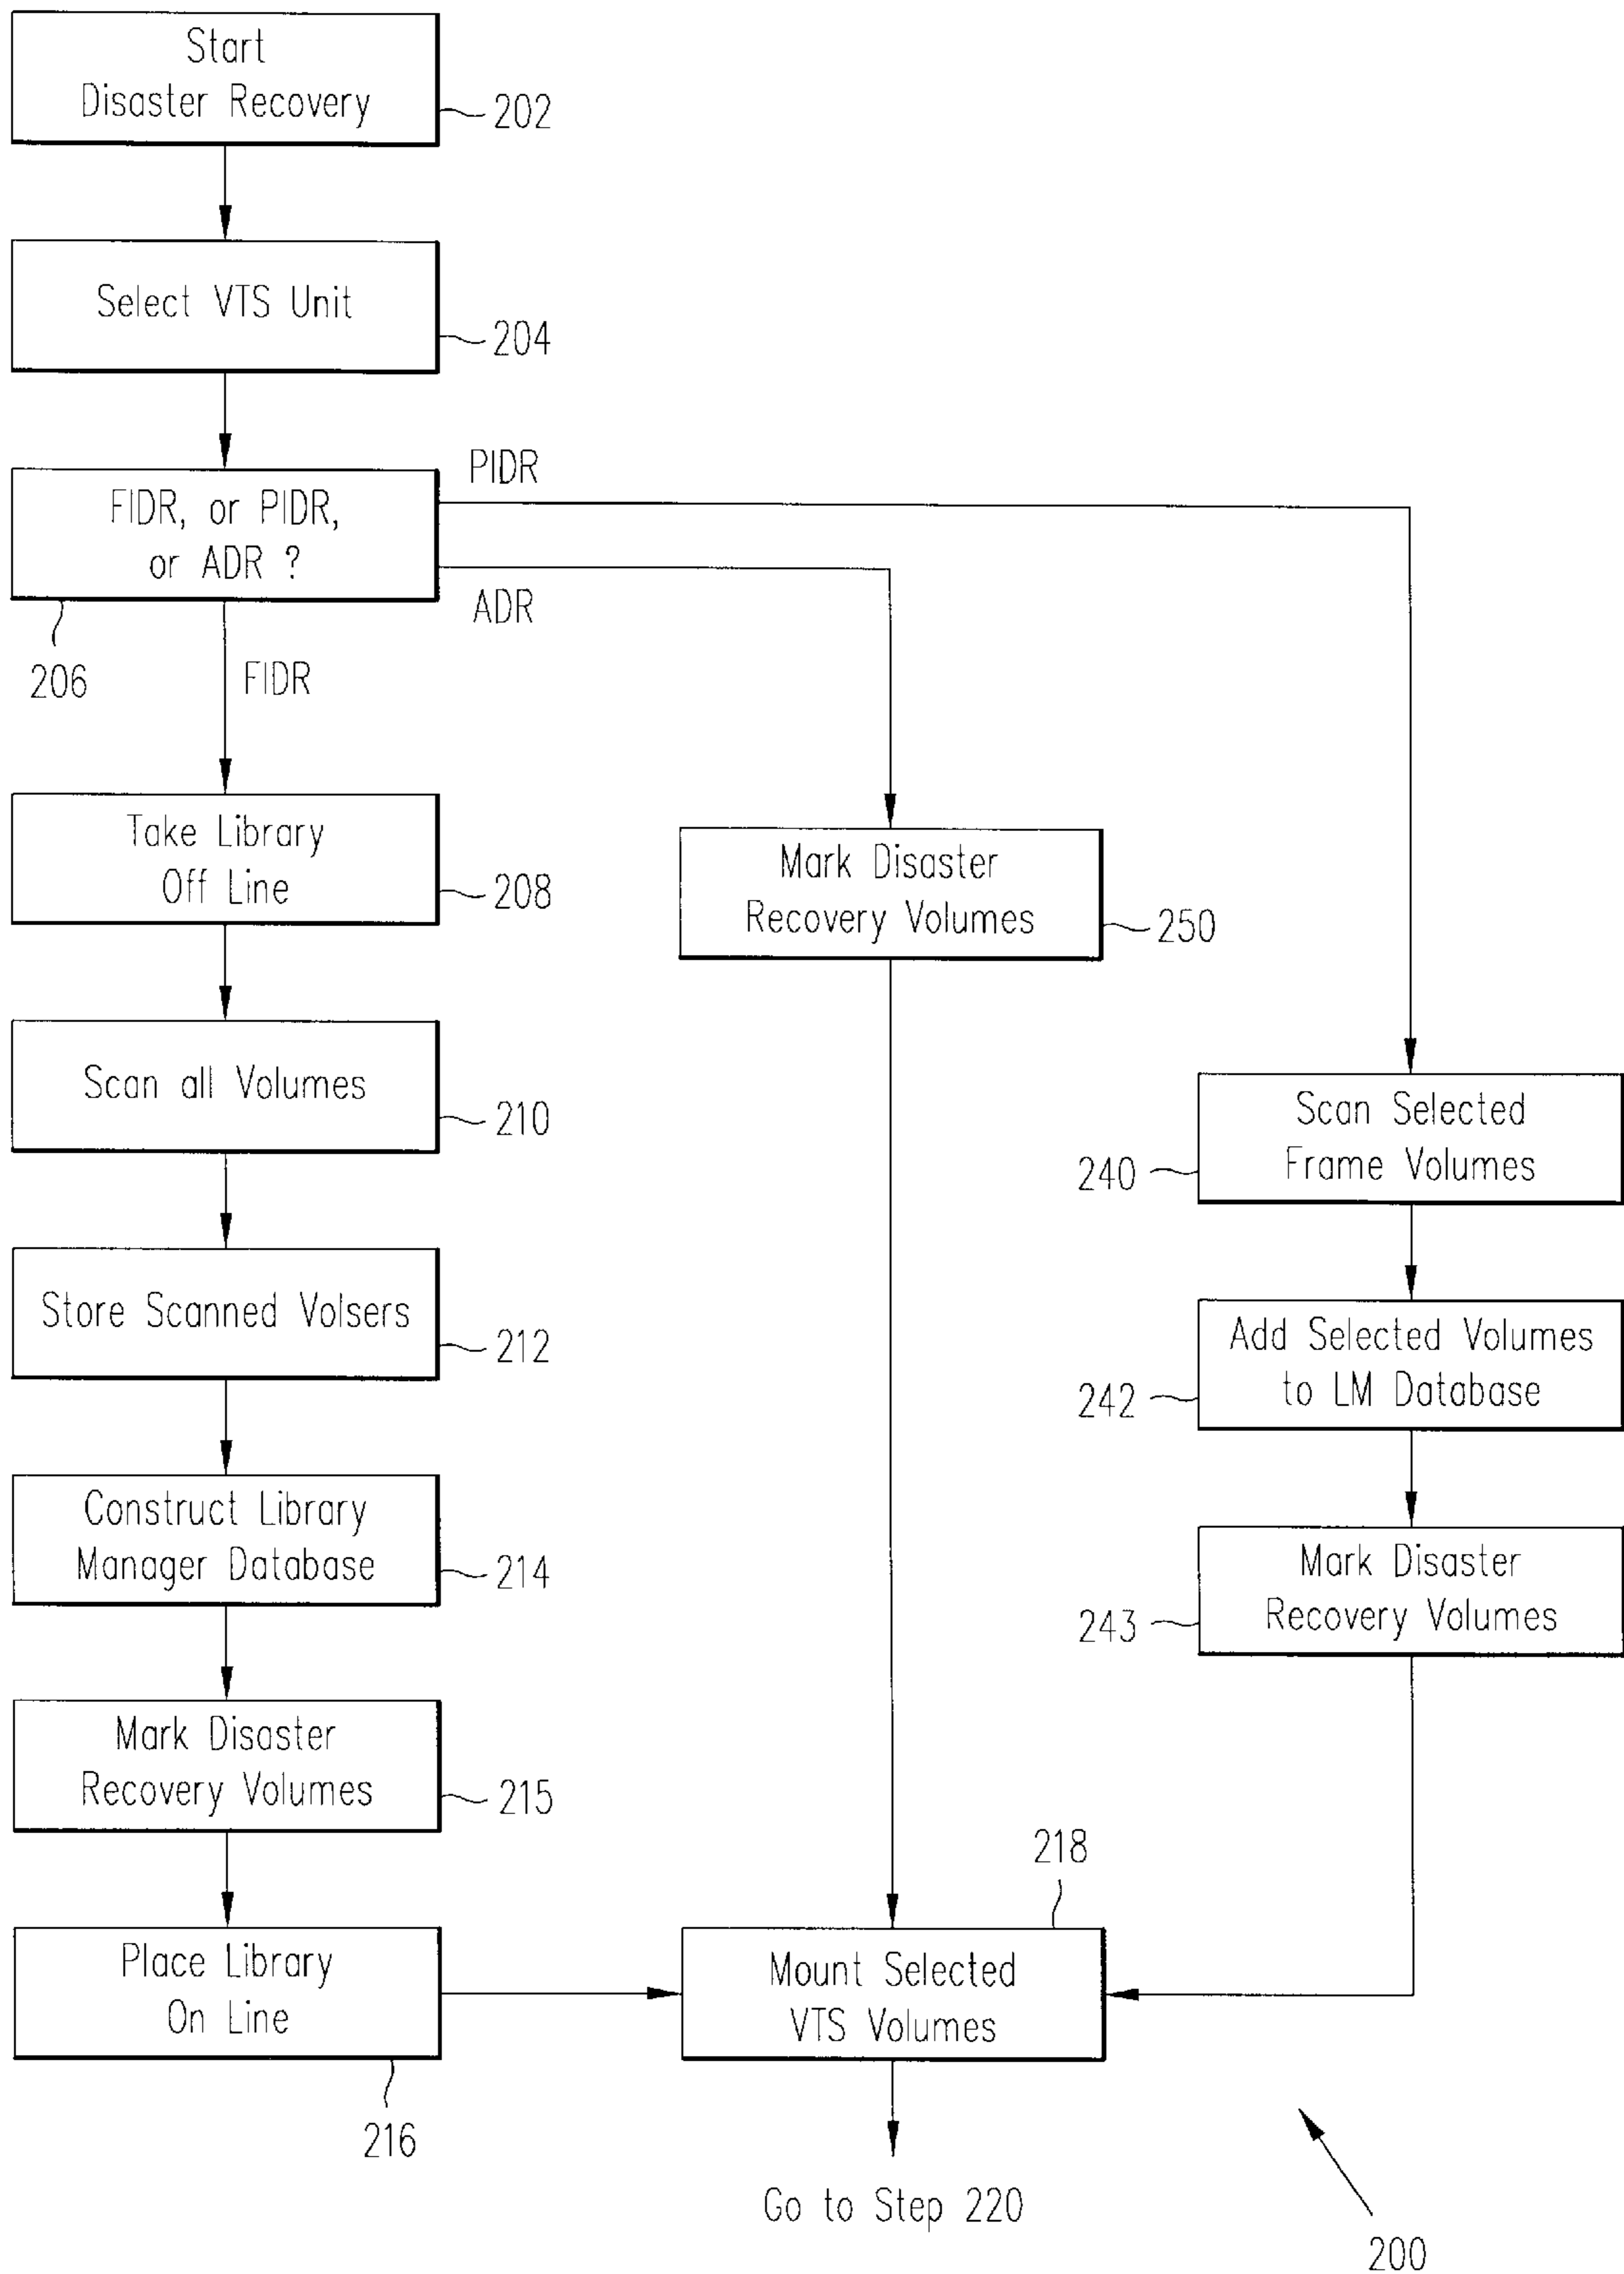 Start
Disaster Recovery
202
Select VTS Unit
204
PIDR
FIDR, or PIDR,
or ADR ?
ADR
206
FIDR
Take Library
Off Line
208
Mark Disaster
Recovery Volumes
250
Scan all Volumes
210
Scan Selected
Frame Volumes
240
Store Scanned Volsers
212
Add Selected Volumes
to LM Database
242
Construct Library
Manager Database
214
Mark Disaster
Recovery Volumes
243
Mark Disaster
Recovery Volumes
215
218
Place Library
On Line
216
Mount Selected
VTS Volumes
Go to Step 220
200